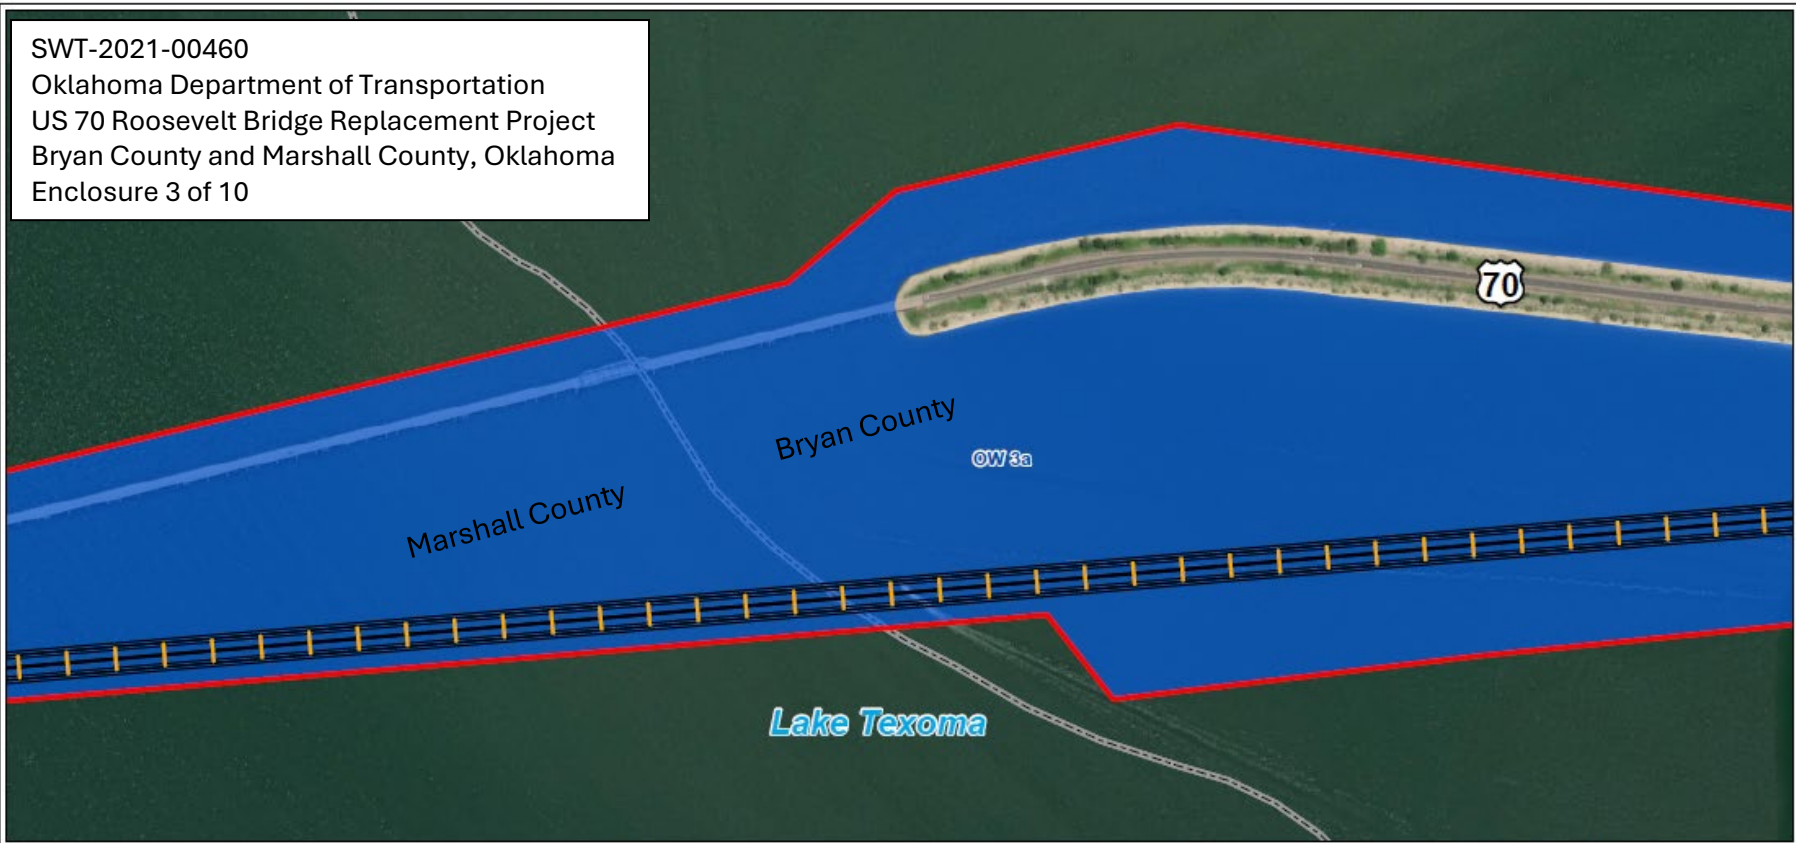 SWT-2021-00460
Oklahoma Department of Transportation
US 70 Roosevelt Bridge Replacement Project
Bryan County and Marshall County, Oklahoma
Enclosure 3 of 10
70
Bryan County
OW 3a
Marshall County
Lake Texoma